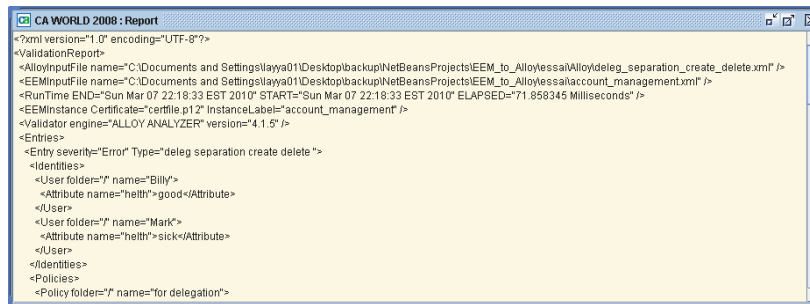 CA CA WORLD 2008 : Report
<?xml version="1.0" encoding="UTF-8"?>
<ValidationReport>
<AlloyInputFile name="C:\Documents and Settings\layya01\Desktop\backup\NetBeansProjects\EEM_to_Alloy\essai\Alloy\deleg_separation_create_delete.xml" />
<EEMInputFile name="C:\Documents and Settings\layya01\Desktop\backup\NetBeansProjects\EEM_to_Alloy\essai\account_management.xml" />
<RunTime END="Sun Mar 07 22:18:33 EST 2010" START="Sun Mar 07 22:18:33 EST 2010" ELAPSED="71.858345 Milliseconds" />
<EEMInstance Certificate="certfile.p12" InstanceLabel="account_management" />
<Validator engine="ALLOY ANALYZER" version="4.1.5" />
<Entries>
<Entry severity="Error" Type="deleg separation create delete ">
<Identities>
<User folder="/" name="Billy">
<Attribute name="helth">good</Attribute>
</User>
<User folder="/" name="Mark">
<Attribute name="helth">sick</Attribute>
</User>
</Identities>
<Policies>
<Policy folder="/" name="for delegation">